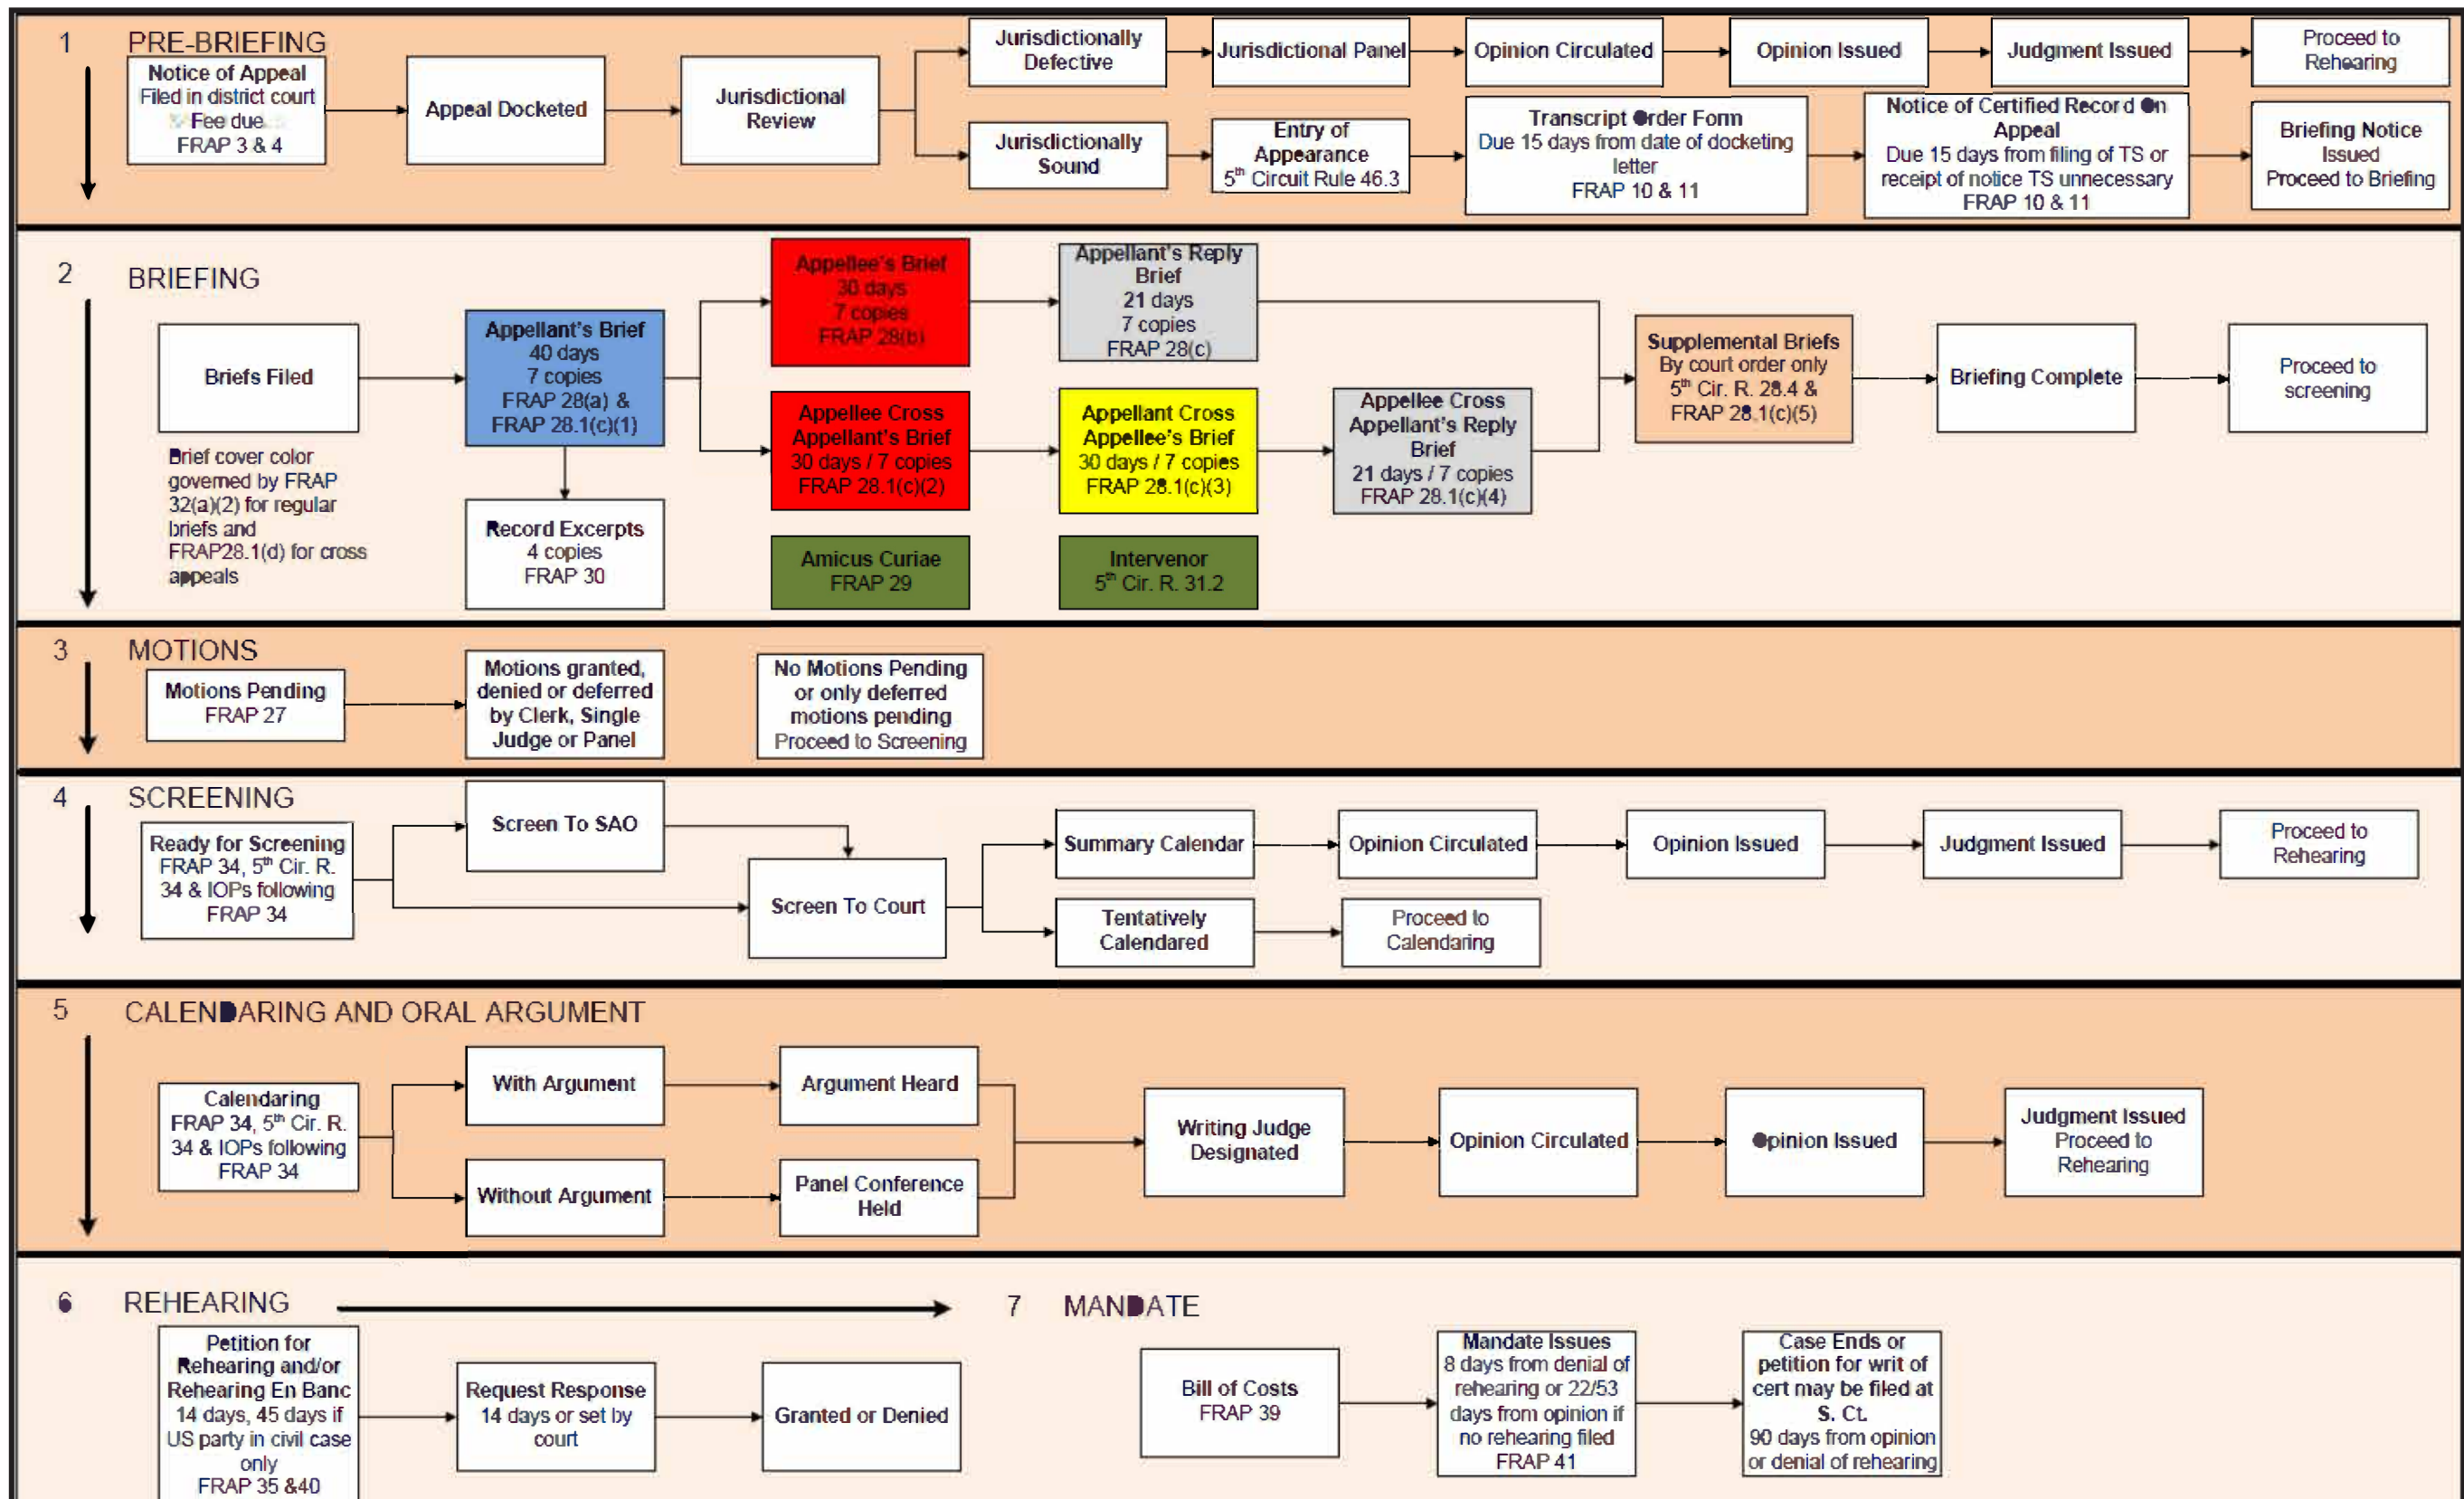 1 PRE-BRIEFING
Notice of Appeal
Filed in district court
Fee due
FRAP 3 & 4
Appeal Docketed
Jurisdictional
Review
Jurisdictionally
Defective
Jurisdictional Panel
Opinion Circulated
Opinion Issued
Judgment Issued
Proceed to
Rehearing
Jurisdictionally
Sound
Entry of
Appearance
5th Circuit Rule 46.3
Transcript Order Form
Due 15 days from date of docketing
letter
FRAP 10 & 11
Notice of Certified Record On
Appeal
Due 15 days from filing of TS or
receipt of notice TS unnecessary
FRAP 10 & 11
Briefing Notice
Issued
Proceed to Briefing
2 BRIEFING
Briefs Filed
Brief cover color
governed by FRAP
32(a)(2) for regular
briefs and
FRAP28.1(d) for cross
appeals
Appellant's Brief
40 days
7 copies
FRAP 28(a) &
FRAP 28.1(c)(1)
Record Excerpts
4 copies
FRAP 30
Appellee's Brief
30 days
7 copies
FRAP 28(b)
Appellant's Reply
Brief
21 days
7 copies
FRAP 28(c)
Appellee Cross
Appellant's Brief
30 days / 7 copies
FRAP 28.1(c)(2)
Appellant Cross
Appellee's Brief
30 days / 7 copies
FRAP 28.1(c)(3)
Appellee Cross
Appellant's Reply
Brief
21 days / 7 copies
FRAP 28.1(c)(4)
Amicus Curiae
FRAP 29
Intervenor
5th Cir. R. 31.2
Supplemental Briefs
By court order only
5th Cir. R. 28.4 &
FRAP 28.1(c)(5)
Briefing Complete
Proceed to
screening
3 MOTIONS
Motions Pending
FRAP 27
Motions granted,
denied or deferred
by Clerk, Single
Judge or Panel
No Motions Pending
or only deferred
motions pending
Proceed to Screening
4 SCREENING
Ready for Screening
FRAP 34, 5th Cir. R.
34 & IOPs following
FRAP 34
Screen To SAO
Screen To Court
Summary Calendar
Opinion Circulated
Opinion Issued
Judgment Issued
Proceed to
Rehearing
Tentatively
Calendared
Proceed to
Calendaring
5 CALENDARING AND ORAL ARGUMENT
Calendaring
FRAP 34, 5th Cir. R.
34 & IOPs following
FRAP 34
With Argument
Argument Heard
Without Argument
Panel Conference
Held
Writing Judge
Designated
Opinion Circulated
Opinion Issued
Judgment Issued
Proceed to
Rehearing
6 REHEARING
Petition for
Rehearing and/or
Rehearing En Banc
14 days, 45 days if
US party in civil case
only
FRAP 35 &40
Request Response
14 days or set by
court
Granted or Denied
7 MANDATE
Bill of Costs
FRAP 39
Mandate Issues
8 days from denial of
rehearing or 22/53
days from opinion if
no rehearing filed
FRAP 41
Case Ends or
petition for writ of
cert may be filed at
S. Ct.
90 days from opinion
or denial of rehearing